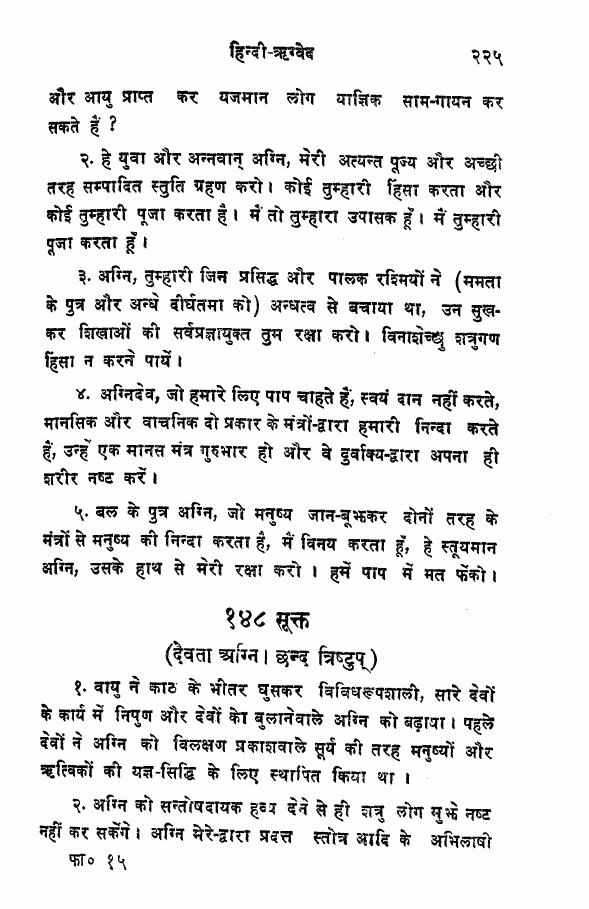 हिन्दी-ऋग्वेद २२५
और आयु प्राप्त कर यजमान लोग याज्ञिक साम-गायन कर
सकते हैं ?
२. हे युवा और अन्नवान् अग्नि, मेरी अत्यन्त पूज्य और अच्छी
तरह सम्पादित स्तुति ग्रहण करो। कोई तुम्हारी हिंसा करता और
कोई तुम्हारी पूजा करता है। मैं तो तुम्हारा उपासक हूँ। मैं तुम्हारी
पूजा करता हूँ।
३. अग्नि, तुम्हारी जिन प्रसिद्ध और पालक रश्मियों ने (ममता
के पुत्र और अन्धे दीर्घतमा को) अन्धत्व से बचाया था, उन सुख-
कर शिखाओं की सर्वप्रज्ञायुक्त तुम रक्षा करो। विनाशेच्छु शत्रुगण
हिंसा न करने पायें।
४. अग्निदेव, जो हमारे लिए पाप चाहते हैं, स्वयं दान नहीं करते,
मानसिक और वाचनिक दो प्रकार के मंत्रों-द्वारा हमारी निन्दा करते
हैं, उन्हें एक मानस मंत्र गुरुभार हो और वे दुर्वाक्य-द्वारा अपना ही
शरीर नष्ट करें।
५. बल के पुत्र अग्नि, जो मनुष्य जान-बूझकर दोनों तरह के
मंत्रों से मनुष्य की निन्दा करता है, मैं विनय करता हूँ, हे स्तूयमान
अग्नि, उसके हाथ से मेरी रक्षा करो। हमें पाप में मत फेंको।
१४८ सूक्त
(देवता अग्नि। छन्द त्रिष्टुप्)
१. वायु ने काठ के भीतर घुसकर विविधरूपशाली, सारे देवों
के कार्य में निपुण और देवों को बुलानेवाले अग्नि को बढ़ाया। पहले
देवों ने अग्नि को विलक्षण प्रकाशवाले सूर्य की तरह मनुष्यों और
ऋत्विकों की यज्ञ-सिद्धि के लिए स्थापित किया था।
२. अग्नि को सन्तोषदायक हव्य देने से ही शत्रु लोग मुझे नष्ट
नहीं कर सकेंगे। अग्नि मेरे-द्वारा प्रदत्त स्तोत्र आदि के अभिलाषी
फा० १५